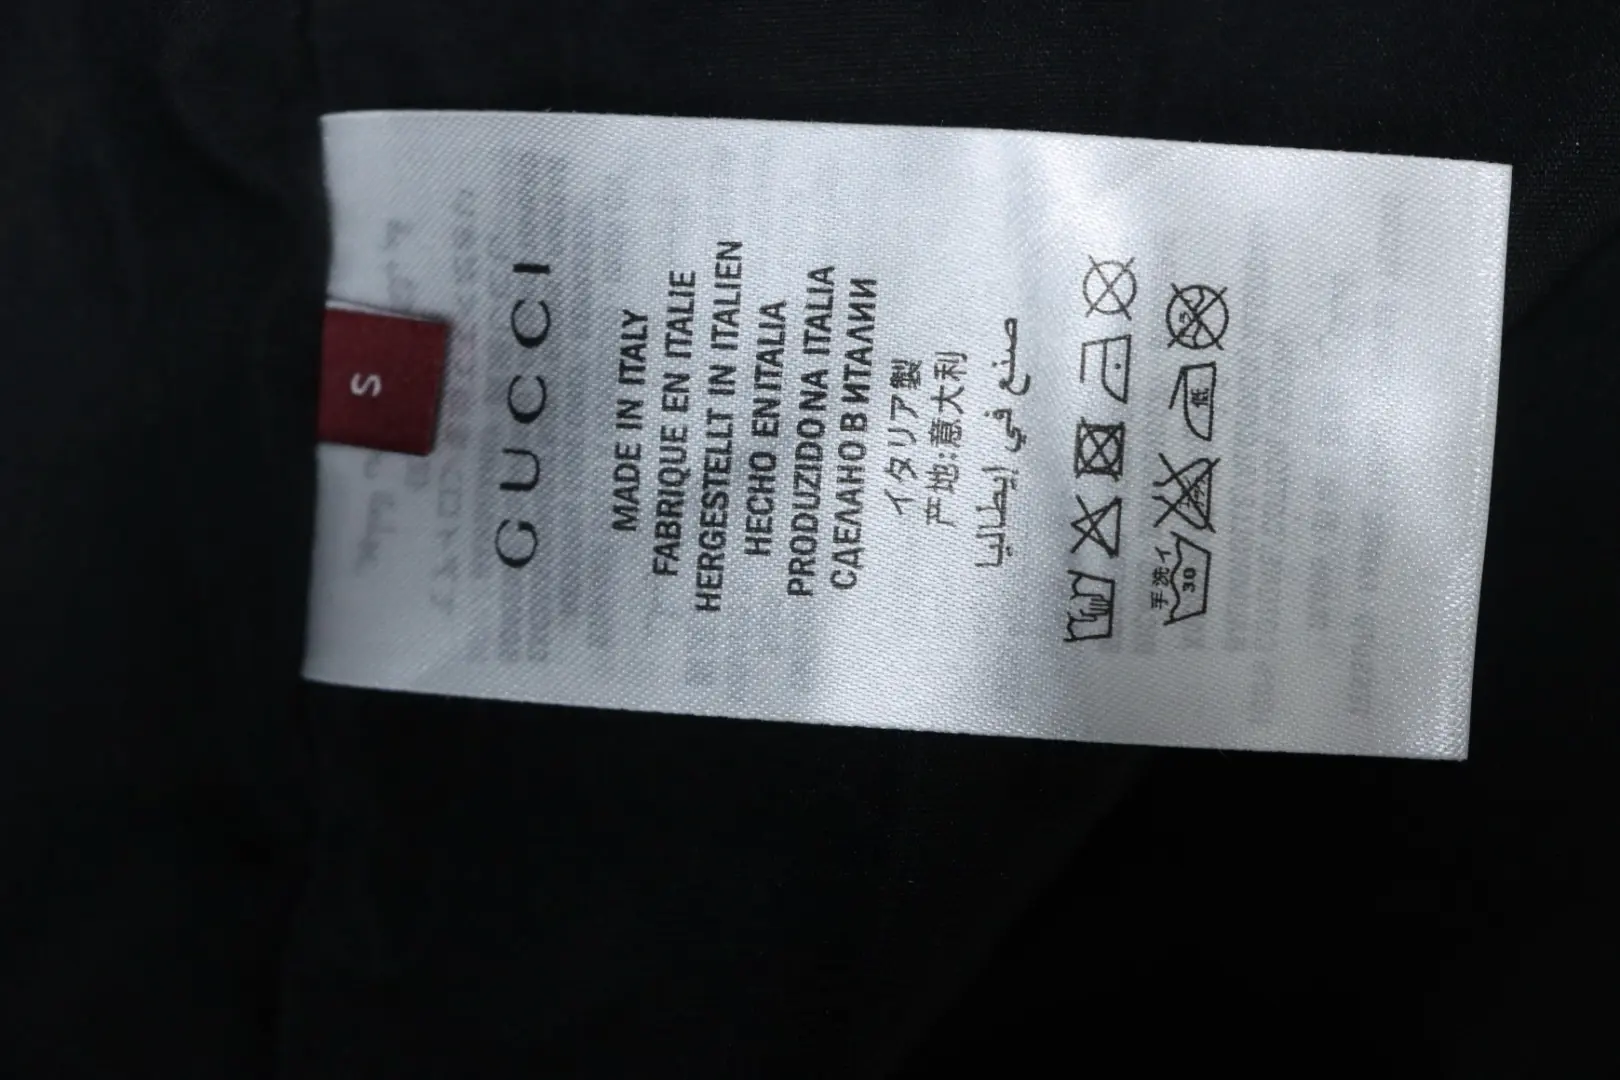 S
GUCCI
MADE IN ITALY
FABRIQUE EN ITALIE
HERGESTELLT IN ITALIEN
HECHO EN ITALIA
PRODUZIDO NA ITALIA
СДЕЛАНО В ИТАЛИИ
イタリア製
产地:意大利
صنع في إيطاليا
手洗イ
30
低